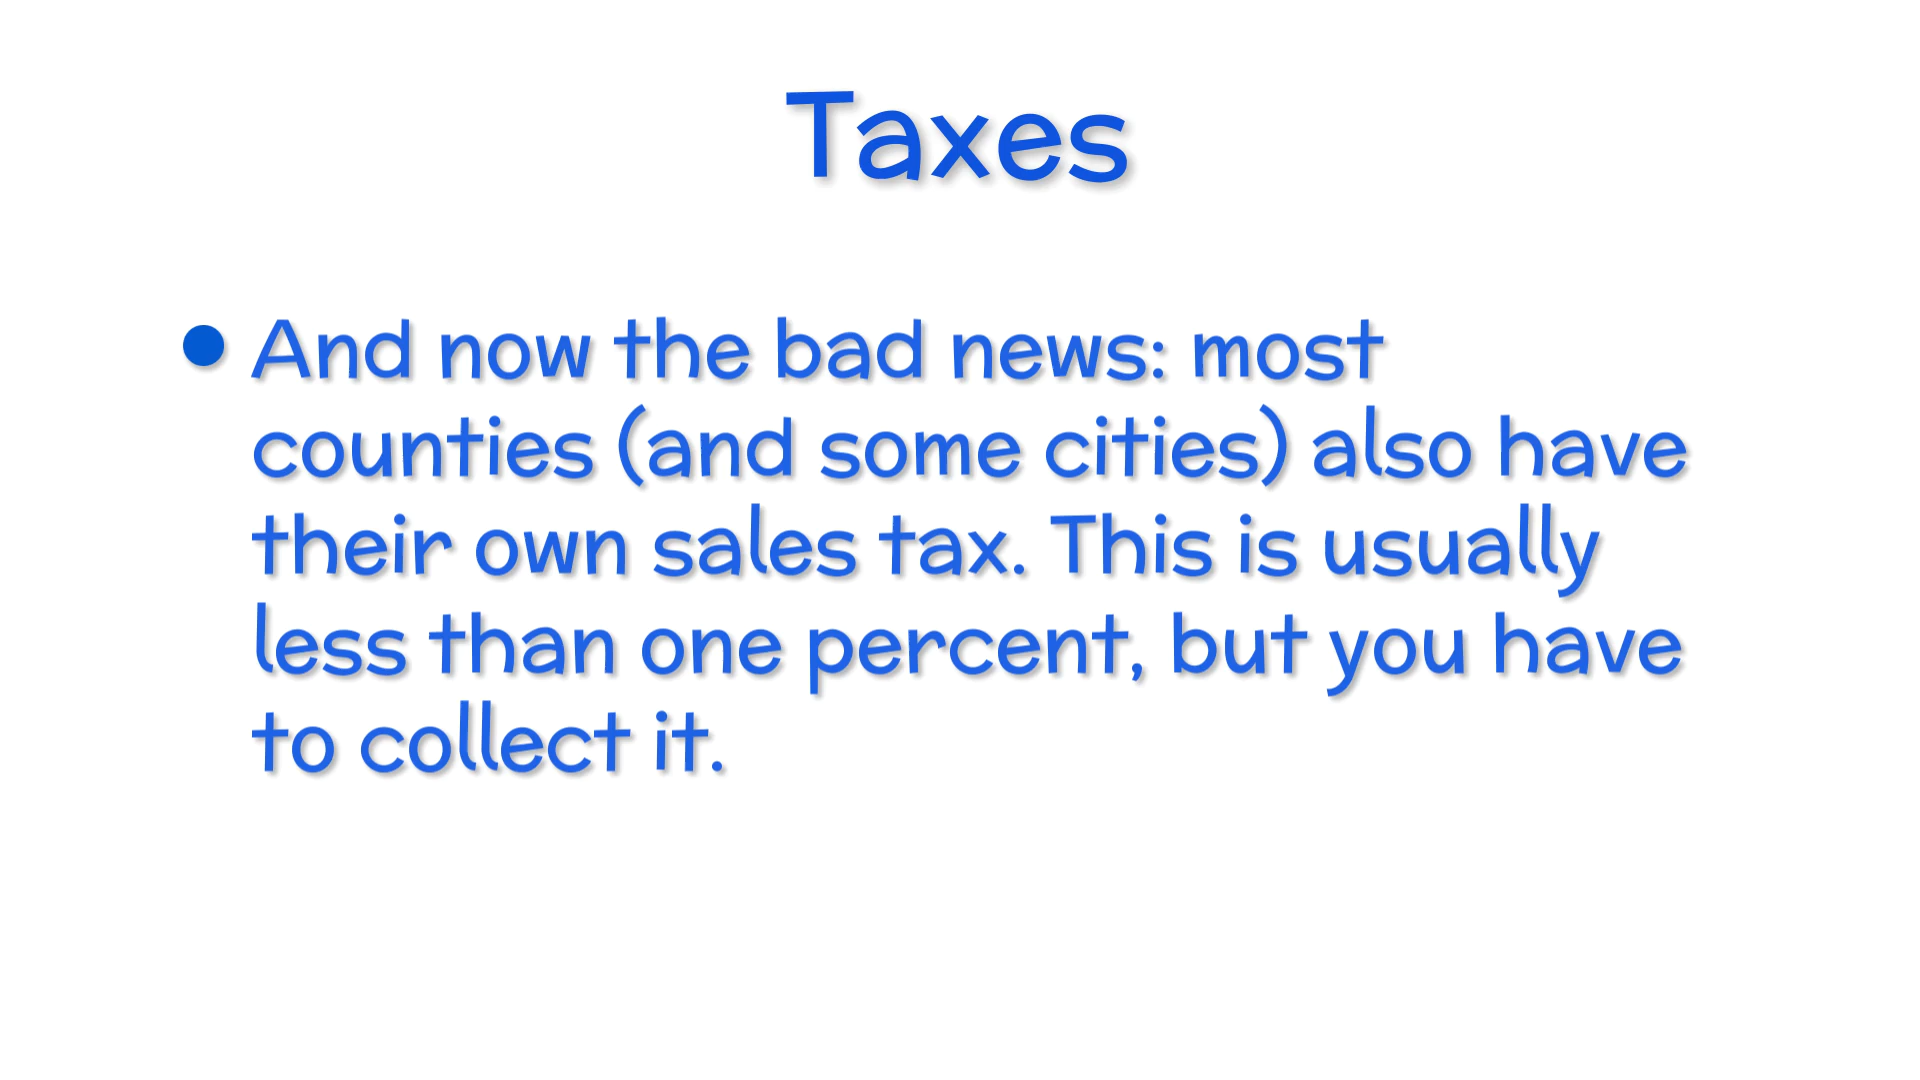 Taxes
• And now the bad news: most
counties (and some cities) also have
their own sales tax. This is usually
less than one percent, but you have
to collect it.